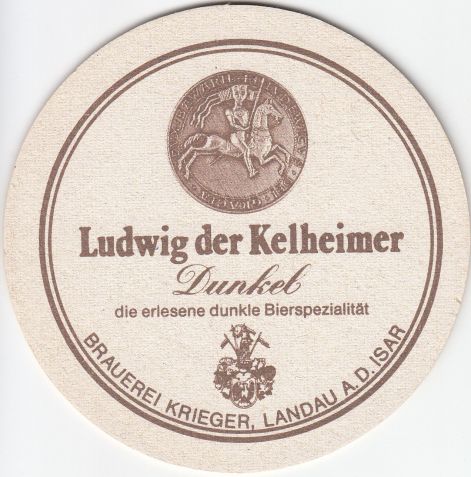 Ludwig der Kelheimer
Dunkel
die erlesene dunkle Bierspezialität
BRAUEREI KRIEGER, LANDAU A.D. ISAR